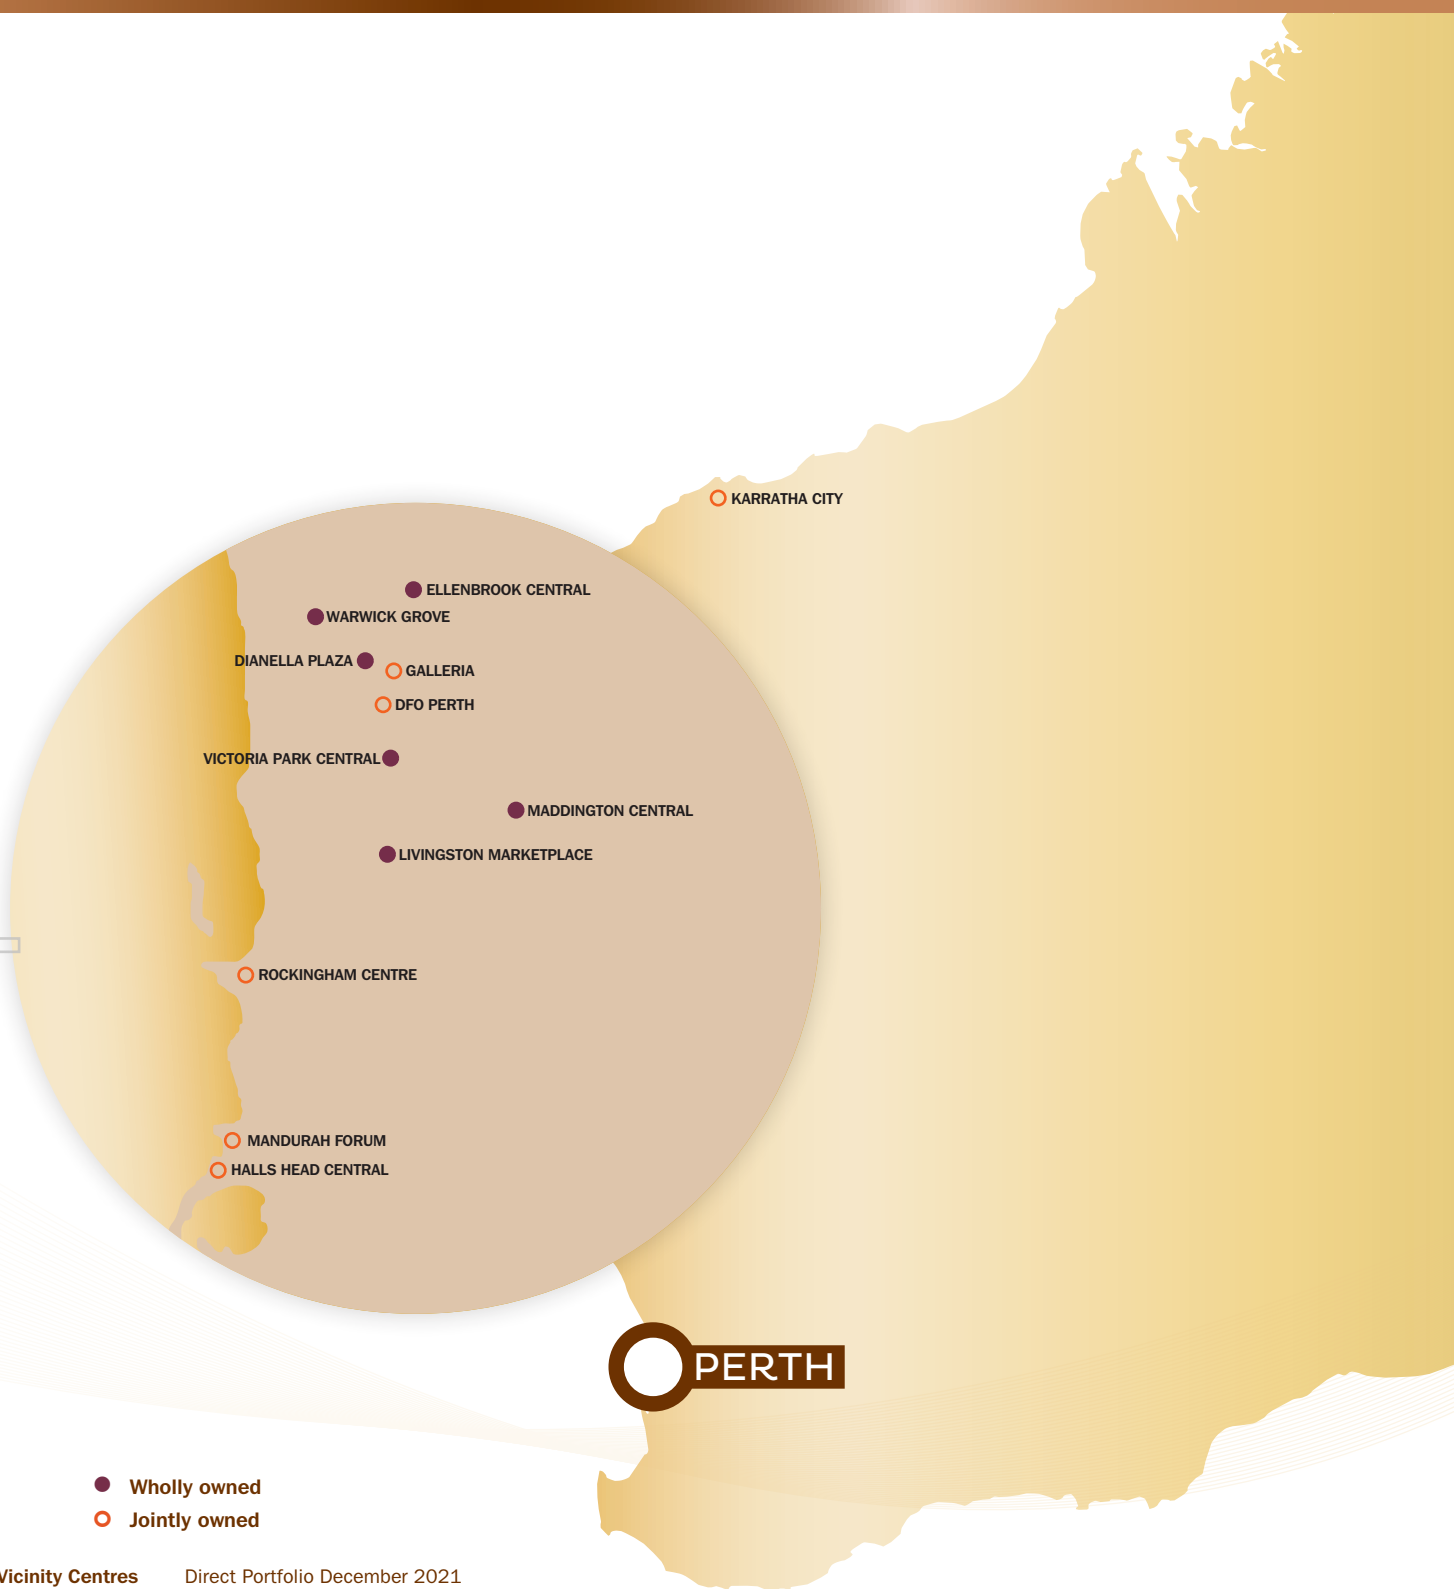 KARRATHA CITY
ELLENBROOK CENTRAL
WARWICK GROVE
DIANELLA PLAZA
GALLERIA
DFO PERTH
VICTORIA PARK CENTRAL
MADDINGTON CENTRAL
LIVINGSTON MARKETPLACE
ROCKINGHAM CENTRE
MANDURAH FORUM
HALLS HEAD CENTRAL
PERTH
Wholly owned
Jointly owned
Vicinity Centres Direct Portfolio December 2021